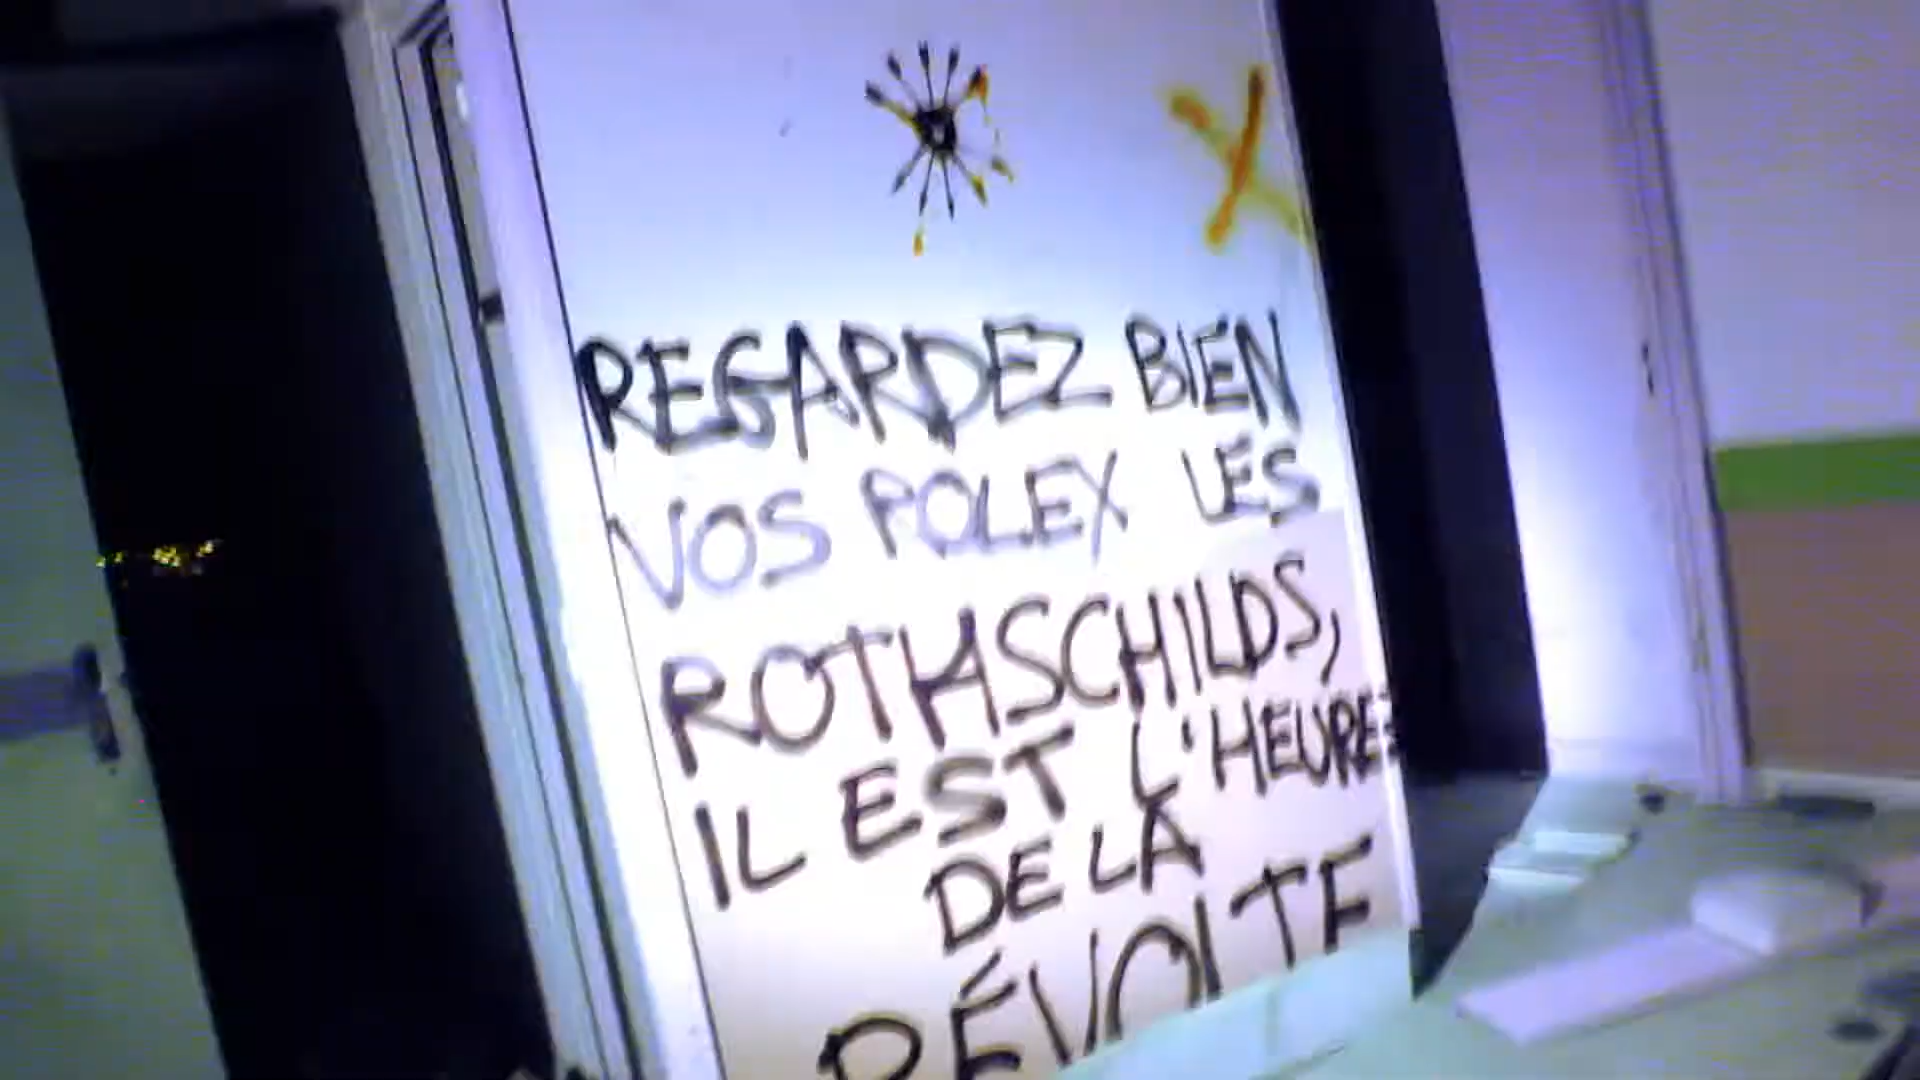 REGARDEZ BIEN
VOS POLEX LES
ROTHSCHILDS,
IL EST L'HEURE
DE LA
RÉVOLTE